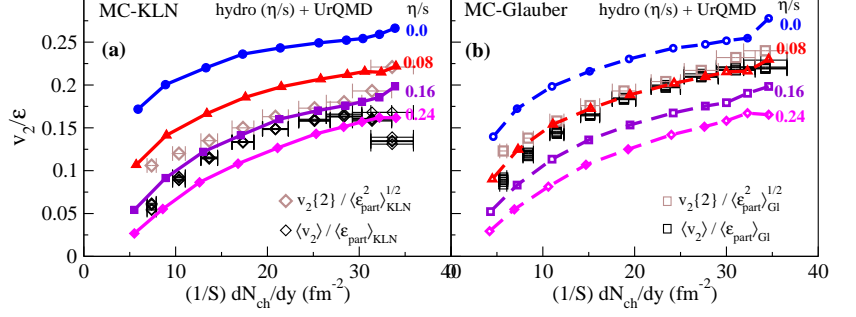 MC-KLN hydro (η/s) + UrQMD η/s
0.0
(a)
0.08
0.16
0.24
v₂{2} / ⟨ε²part⟩^1/2 KLN
⟨v₂⟩ / ⟨εpart⟩KLN
v₂/ε
0.25
0.2
0.15
0.1
0.05
0
0 10 20 30 40
(1/S) dNch/dy (fm⁻²)
MC-Glauber hydro (η/s) + UrQMD η/s
0.0
(b)
0.08
0.16
0.24
v₂{2} / ⟨ε²part⟩^1/2 Gl
⟨v₂⟩ / ⟨εpart⟩Gl
0 10 20 30 40
(1/S) dNch/dy (fm⁻²)